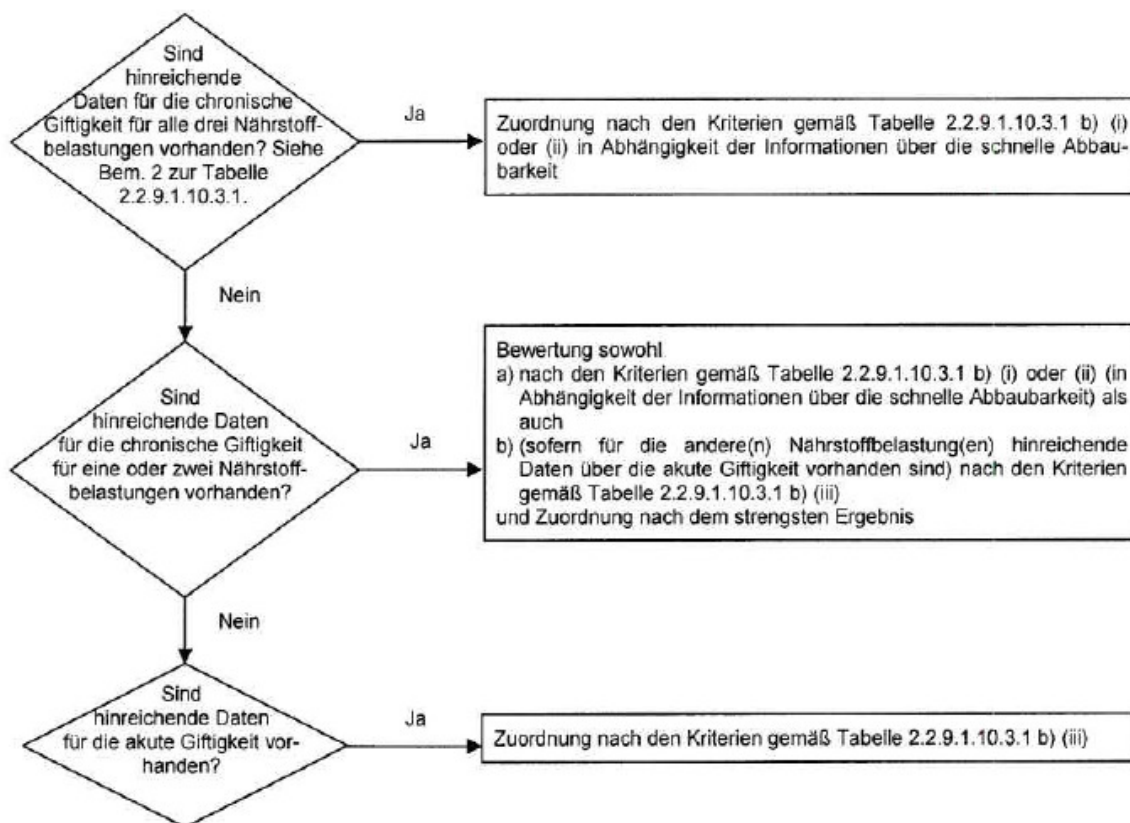 Sind
hinreichende
Daten für die chronische
Giftigkeit für alle drei Nährstoff-
belastungen vorhanden? Siehe
Bem. 2 zur Tabelle
2.2.9.1.10.3.1.
Ja
Zuordnung nach den Kriterien gemäß Tabelle 2.2.9.1.10.3.1 b) (i)
oder (ii) in Abhängigkeit der Informationen über die schnelle Abbau-
barkeit
Nein
Sind
hinreichende Daten
für die chronische Giftigkeit
für eine oder zwei Nährstoff-
belastungen vorhanden?
Ja
Bewertung sowohl
a) nach den Kriterien gemäß Tabelle 2.2.9.1.10.3.1 b) (i) oder (ii) (in
Abhängigkeit der Informationen über die schnelle Abbaubarkeit) als
auch
b) (sofern für die andere(n) Nährstoffbelastung(en) hinreichende
Daten über die akute Giftigkeit vorhanden sind) nach den Kriterien
gemäß Tabelle 2.2.9.1.10.3.1 b) (iii)
und Zuordnung nach dem strengsten Ergebnis
Nein
Sind
hinreichende Daten
für die akute Giftigkeit vor-
handen?
Ja
Zuordnung nach den Kriterien gemäß Tabelle 2.2.9.1.10.3.1 b) (iii)